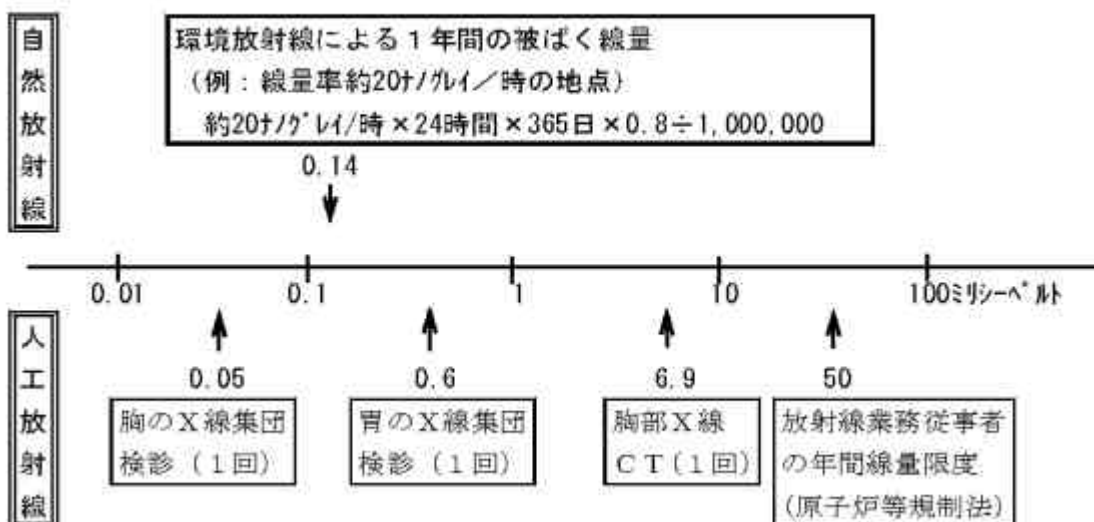 自然放射線
環境放射線による1年間の被ばく線量
(例:線量率約20ナノグレイ/時の地点)
約20ナノグレイ/時×24時間×365日×0.8÷1,000,000
0.14
0.01 0.1 1 10 100ミリシーベルト
人工放射線
0.05 0.6 6.9 50
胸のX線集団
検診(1回)
胃のX線集団
検診(1回)
胸部X線
CT(1回)
放射線業務従事者
の年間線量限度
(原子炉等規制法)